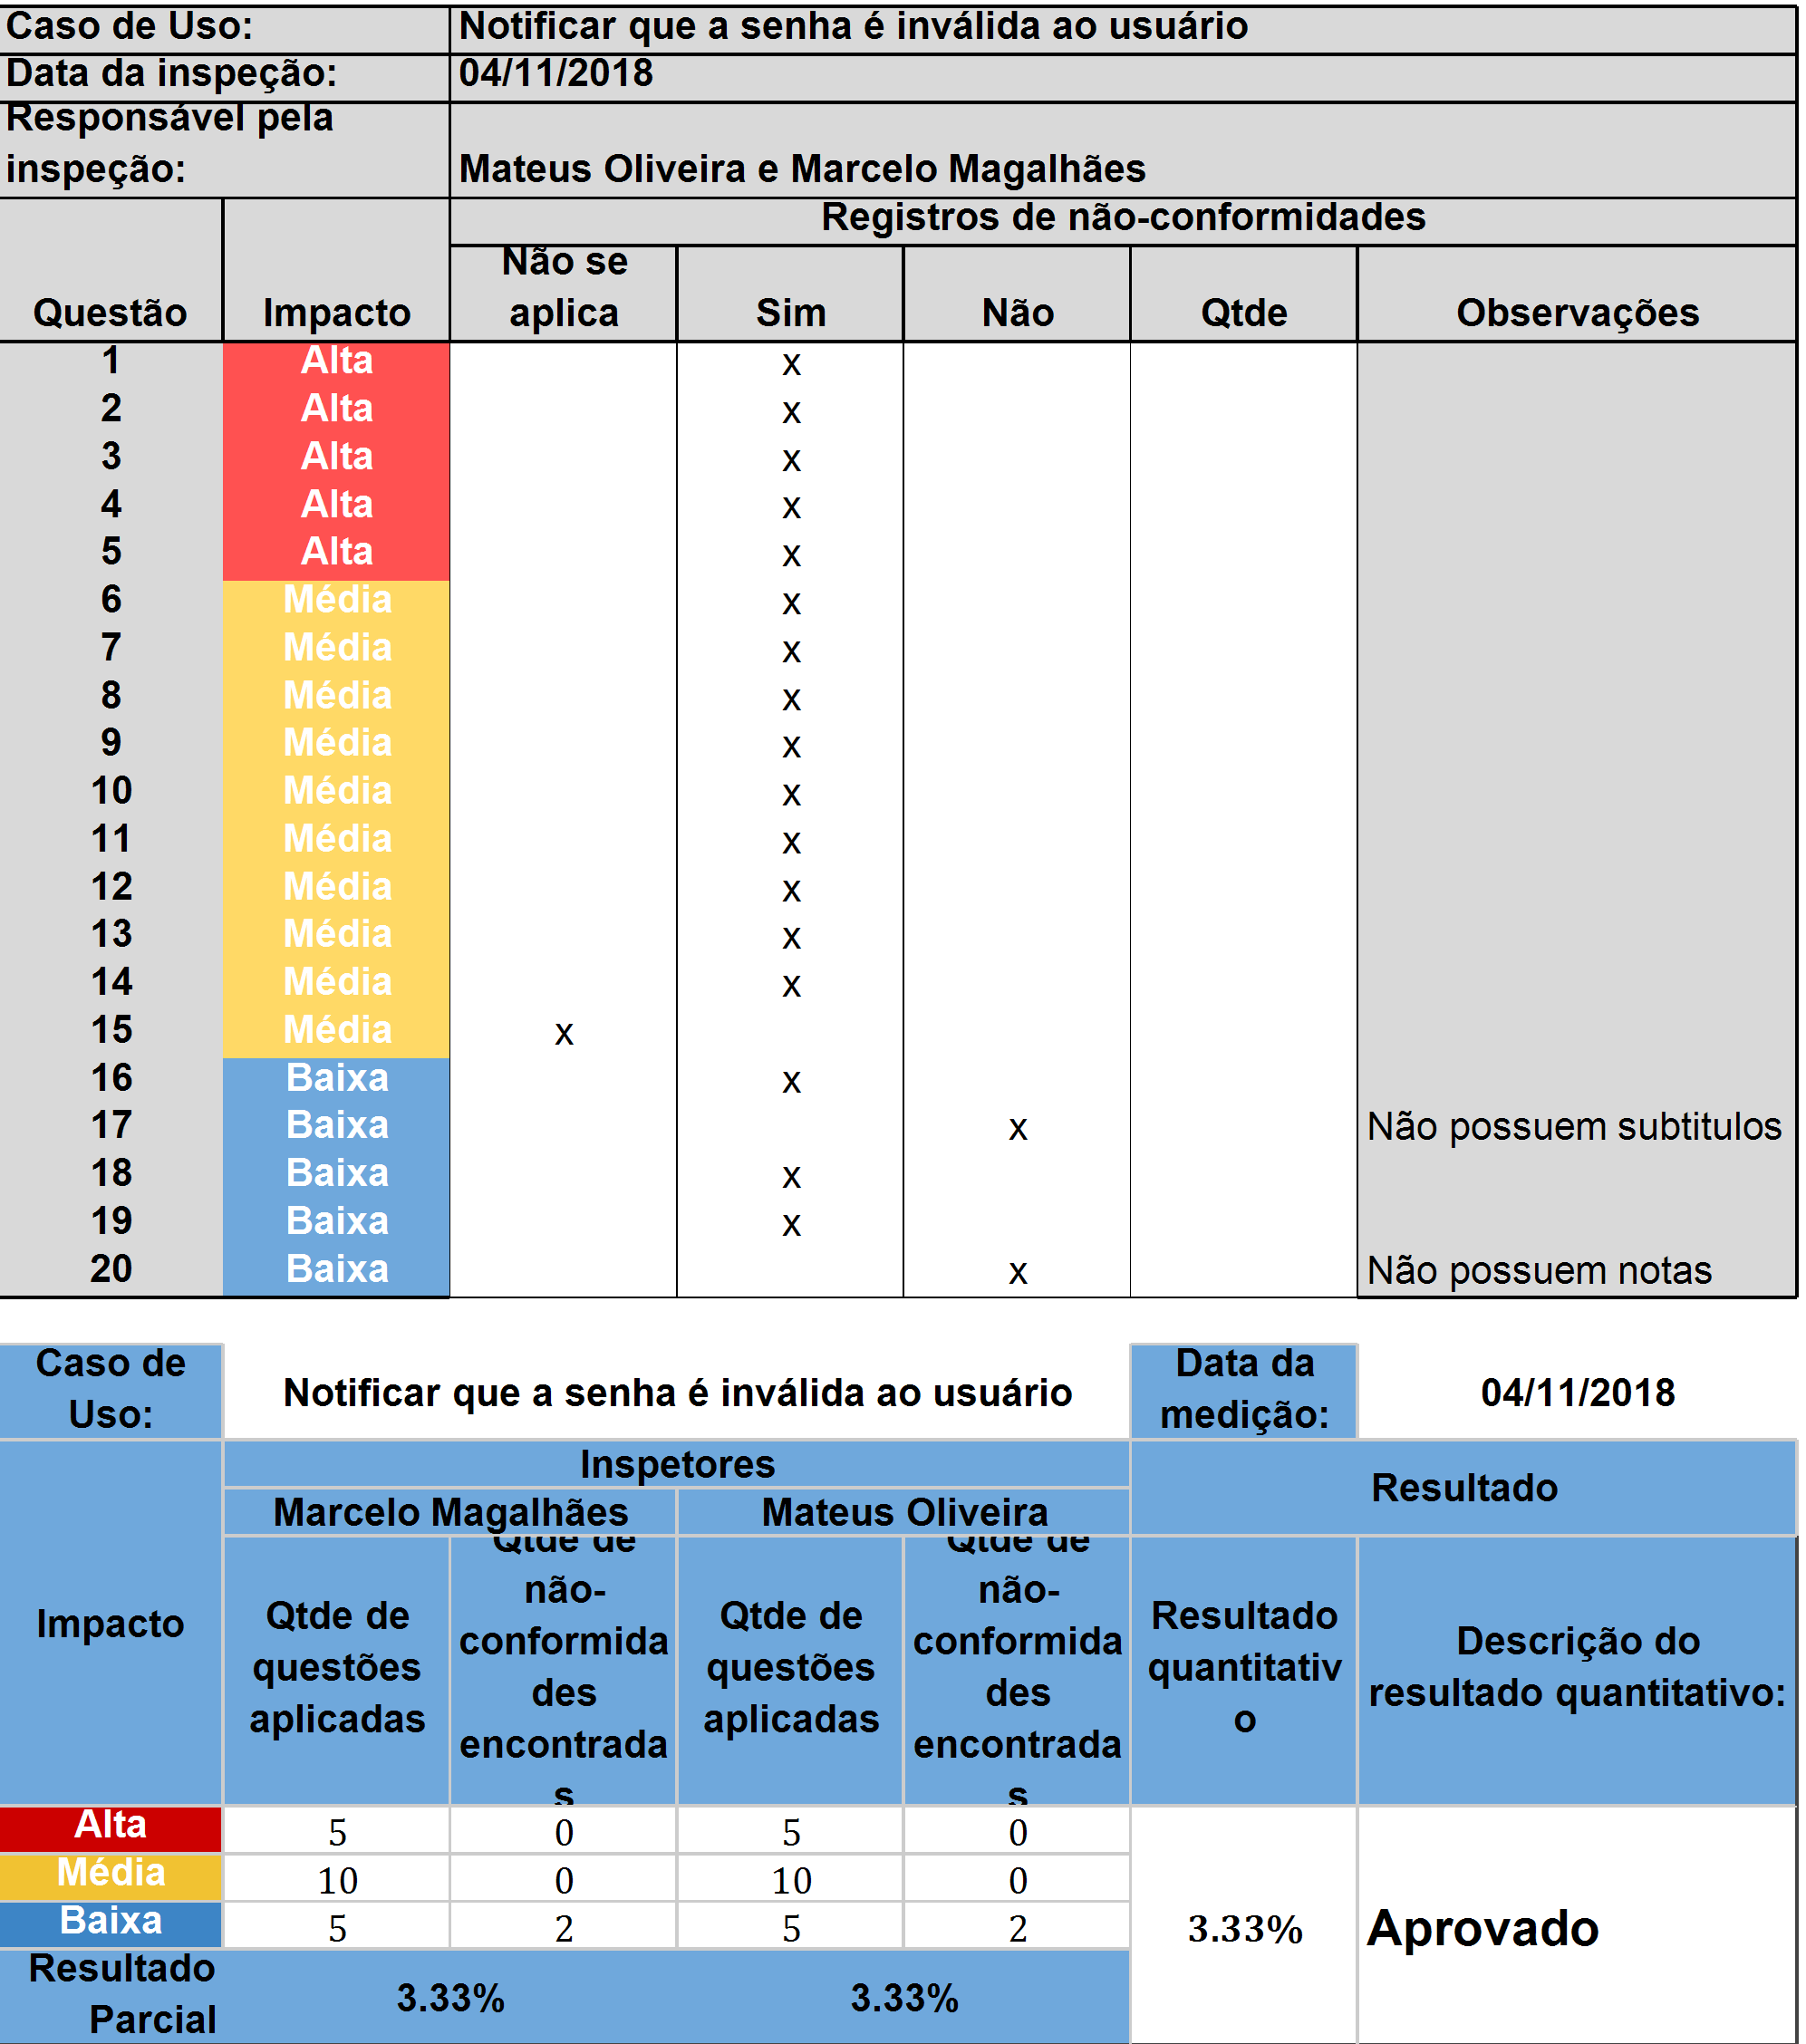 Caso de Uso: Notificar que a senha é inválida ao usuário
Data da inspeção: 04/11/2018
Responsável pela
inspeção: Mateus Oliveira e Marcelo Magalhães
Registros de não-conformidades
Questão Impacto Não se aplica Sim Não Qtde Observações
1 Alta x
2 Alta x
3 Alta x
4 Alta x
5 Alta x
6 Média x
7 Média x
8 Média x
9 Média x
10 Média x
11 Média x
12 Média x
13 Média x
14 Média x
15 Média x
16 Baixa x
17 Baixa x Não possuem subtitulos
18 Baixa x
19 Baixa x
20 Baixa x Não possuem notas
Caso de
Uso:
Notificar que a senha é inválida ao usuário
Data da
medição:
04/11/2018
Impacto
Inspetores
Resultado
Marcelo Magalhães Mateus Oliveira
Qtde de
questões
aplicadas
Qtde de
não-
conformida
des
encontrada
s
Qtde de
questões
aplicadas
Qtde de
não-
conformida
des
encontrada
s
Resultado
quantitativ
o
Descrição do
resultado quantitativo:
Alta 5 0 5 0
Média 10 0 10 0
Baixa 5 2 5 2
3.33% Aprovado
Resultado
Parcial
3.33% 3.33%